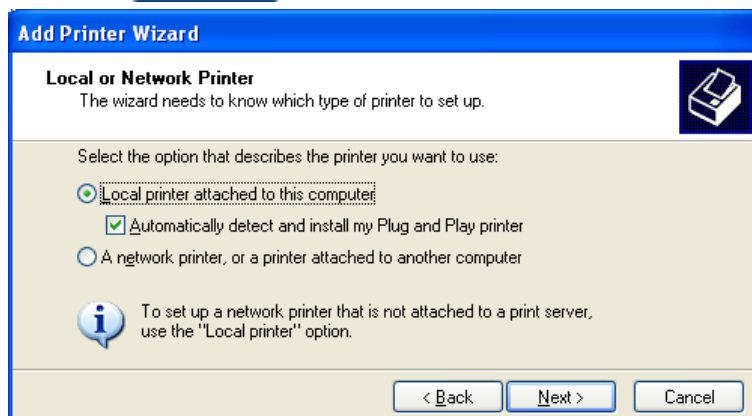 Add Printer Wizard
Local or Network Printer
The wizard needs to know which type of printer to set up.
Select the option that describes the printer you want to use:
Local printer attached to this computer
Automatically detect and install my Plug and Play printer
A network printer, or a printer attached to another computer
To set up a network printer that is not attached to a print server,
use the "Local printer" option.
< Back
Next >
Cancel